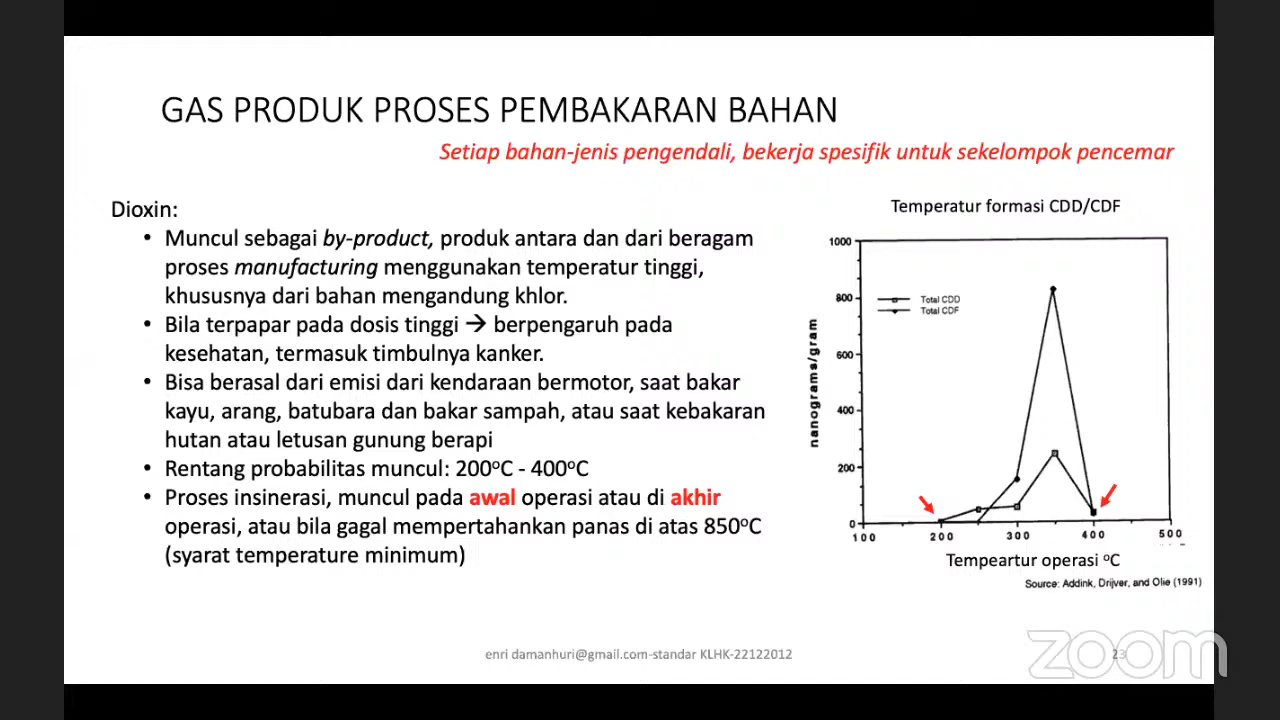 GAS PRODUK PROSES PEMBAKARAN BAHAN
Setiap bahan-jenis pengendali, bekerja spesifik untuk sekelompok pencemar
Dioxin:
• Muncul sebagai by-product, produk antara dan dari beragam
proses manufacturing menggunakan temperatur tinggi,
khususnya dari bahan mengandung khlor.
• Bila terpapar pada dosis tinggi → berpengaruh pada
kesehatan, termasuk timbulnya kanker.
• Bisa berasal dari emisi dari kendaraan bermotor, saat bakar
kayu, arang, batubara dan bakar sampah, atau saat kebakaran
hutan atau letusan gunung berapi
• Rentang probabilitas muncul: 200°C - 400°C
• Proses insinerasi, muncul pada awal operasi atau di akhir
operasi, atau bila gagal mempertahankan panas di atas 850°C
(syarat temperature minimum)
Temperatur formasi CDD/CDF
1000
800
600
400
200
0
nanograms/gram
Total CDD
Total CDF
100 200 300 400 500
Tempeartur operasi °C
Source: Addink, Drijver, and Olie (1991)
enri damanhuri@gmail.com-standar KLHK-22122012
23
zoom